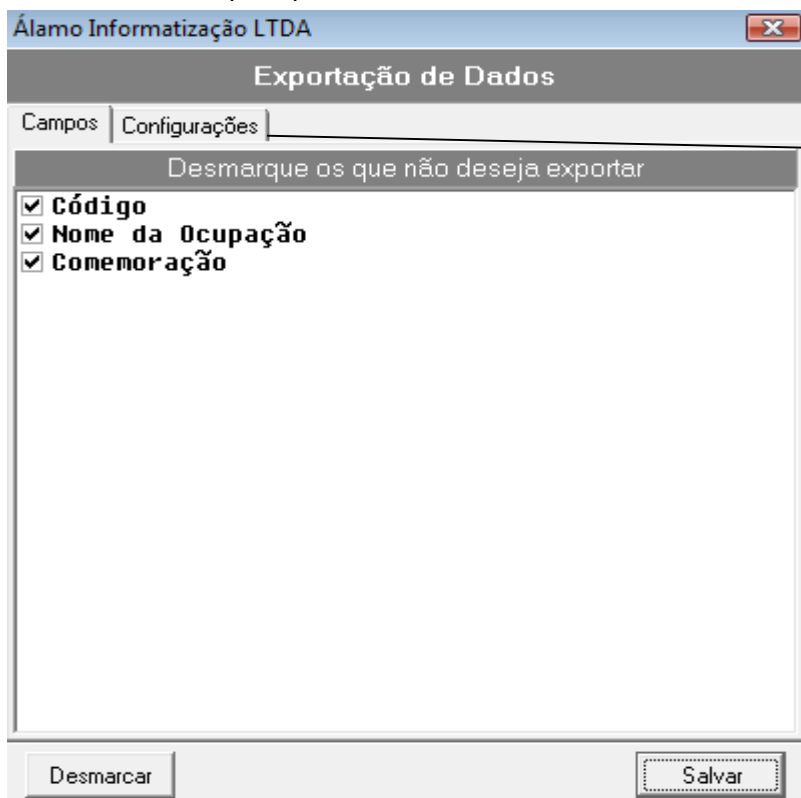 Álamo Informatização LTDA
Exportação de Dados
Campos Configurações
Desmarque os que não deseja exportar
Código
Nome da Ocupação
Comemoração
Desmarcar Salvar